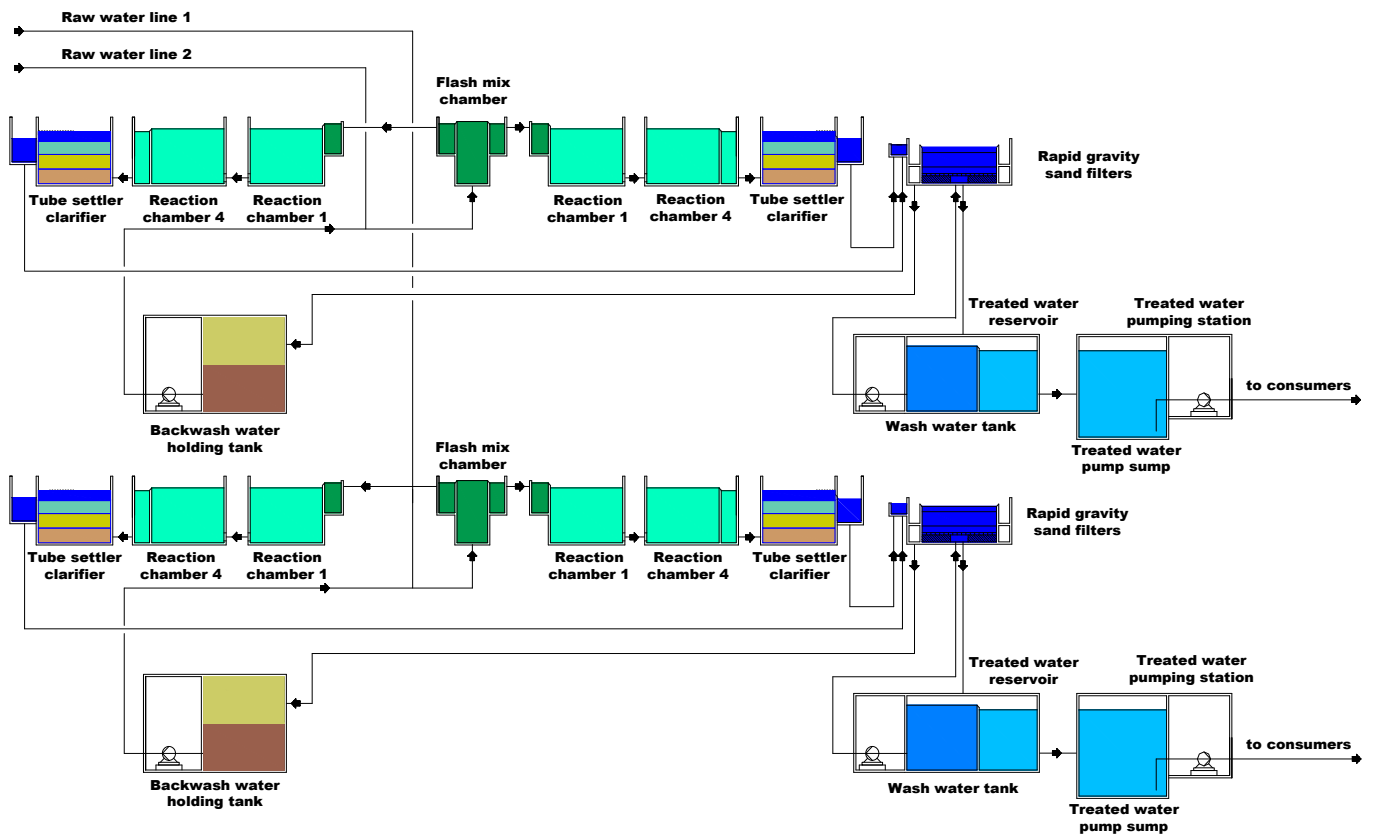 Raw water line 1
Raw water line 2
Flash mix
chamber
Rapid gravity
sand filters
Tube settler
clarifier
Reaction
chamber 4
Reaction
chamber 1
Reaction
chamber 1
Reaction
chamber 4
Tube settler
clarifier
Treated water
reservoir
Treated water
pumping station
to consumers
Backwash water
holding tank
Wash water tank
Treated water
pump sump
Flash mix
chamber
Rapid gravity
sand filters
Tube settler
clarifier
Reaction
chamber 4
Reaction
chamber 1
Reaction
chamber 1
Reaction
chamber 4
Tube settler
clarifier
Treated water
reservoir
Treated water
pumping station
to consumers
Backwash water
holding tank
Wash water tank
Treated water
pump sump